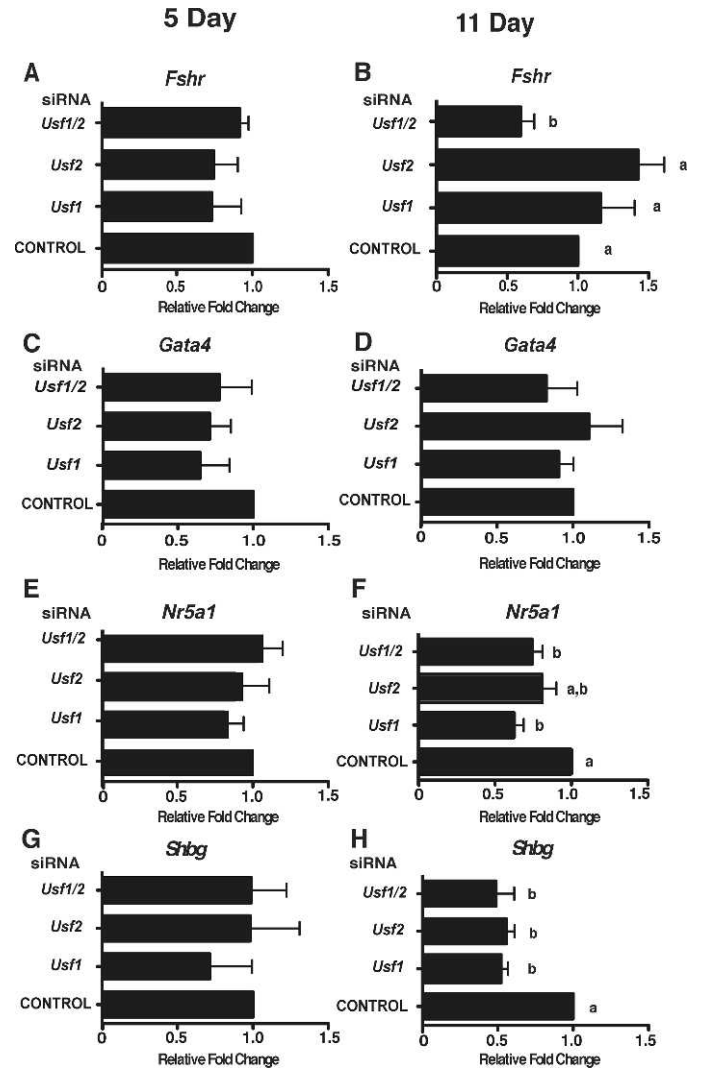 5 Day
11 Day
A
Fshr
siRNA
Usf1/2
Usf2
Usf1
CONTROL
0 0.5 1.0 1.5
Relative Fold Change
B
Fshr
siRNA
Usf1/2 b
Usf2 a
Usf1 a
CONTROL a
0 0.5 1.0 1.5
Relative Fold Change
C
Gata4
siRNA
Usf1/2
Usf2
Usf1
CONTROL
0 0.5 1.0 1.5
Relative Fold Change
D
Gata4
siRNA
Usf1/2
Usf2
Usf1
CONTROL
0 0.5 1.0 1.5
Relative Fold Change
E
Nr5a1
siRNA
Usf1/2
Usf2
Usf1
CONTROL
0 0.5 1.0 1.5
Relative Fold Change
F
Nr5a1
siRNA
Usf1/2 b
Usf2 a,b
Usf1 b
CONTROL a
0 0.5 1.0 1.5
Relative Fold Change
G
Shbg
siRNA
Usf1/2
Usf2
Usf1
CONTROL
0 0.5 1.0 1.5
Relative Fold Change
H
Shbg
siRNA
Usf1/2 b
Usf2 b
Usf1 b
CONTROL a
0 0.5 1.0 1.5
Relative Fold Change